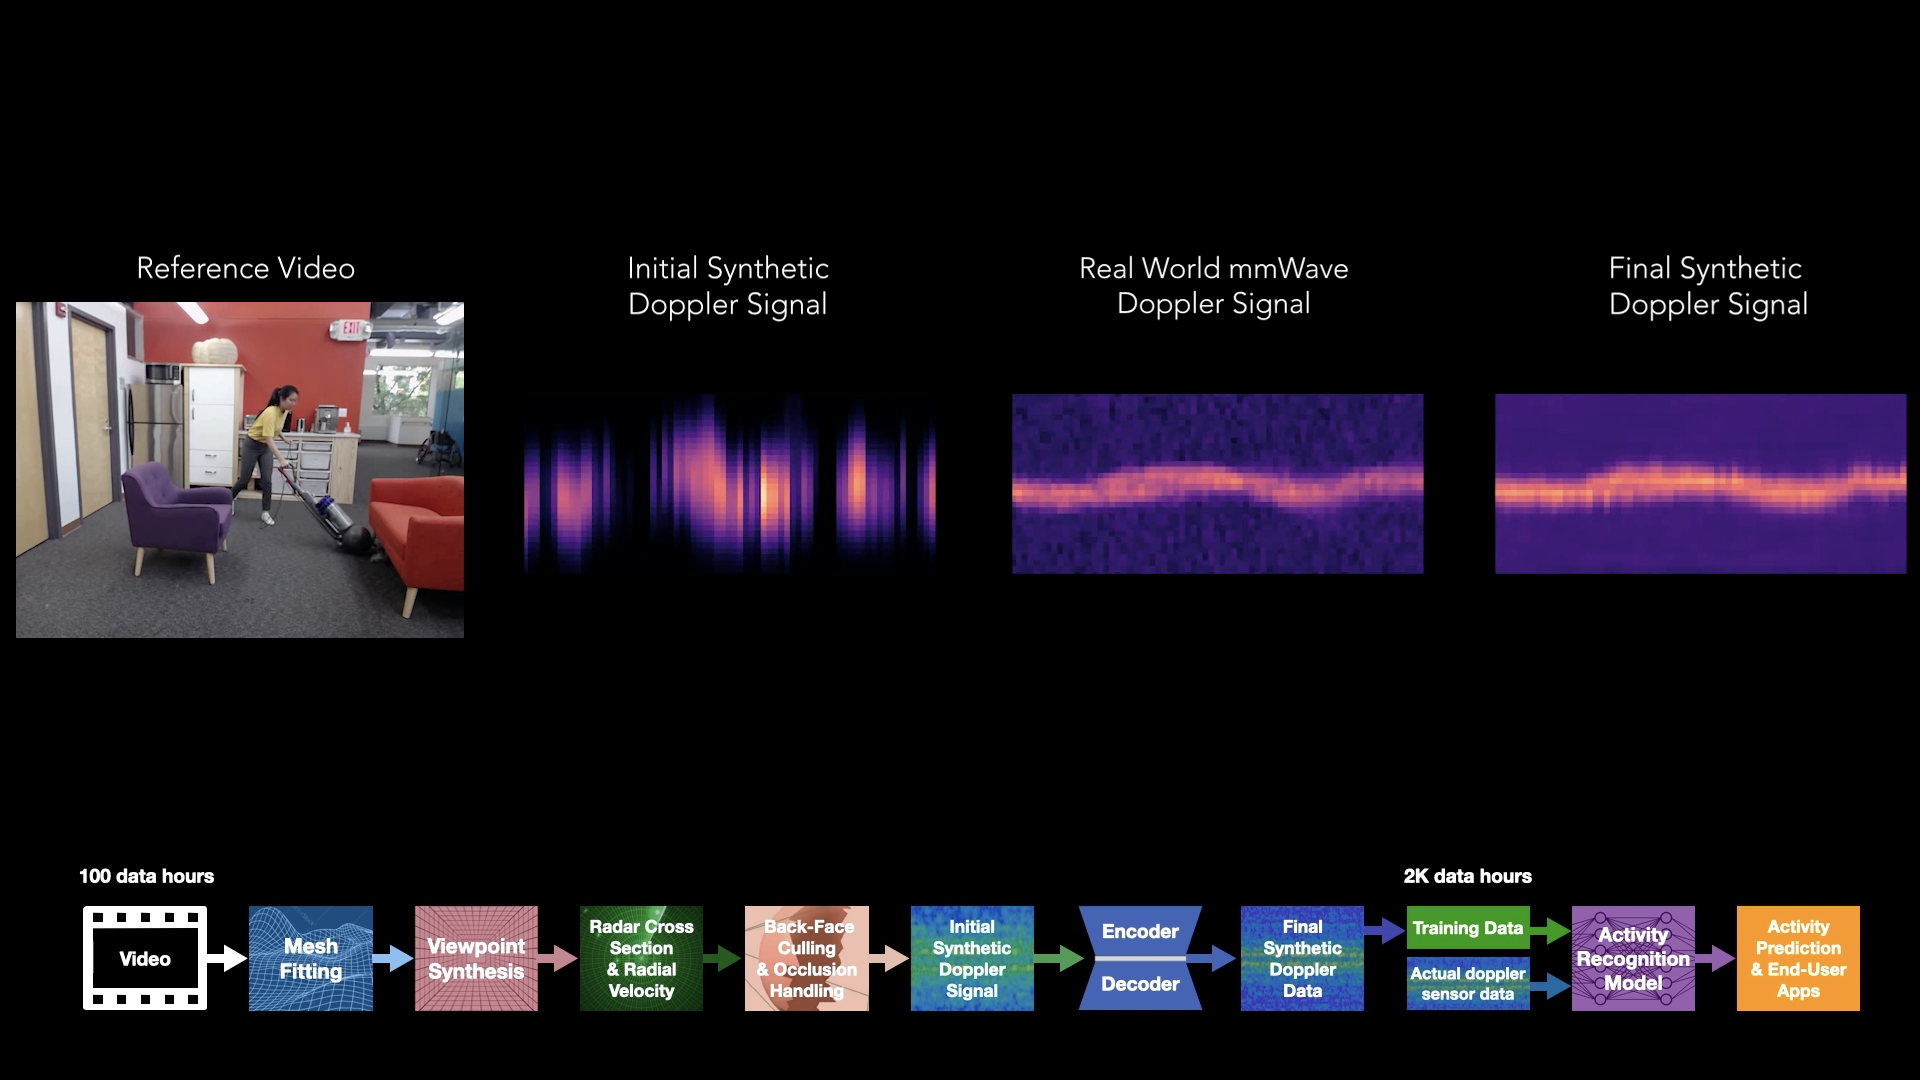 Reference Video
EXIT
Initial Synthetic
Doppler Signal
Real World mmWave
Doppler Signal
Final Synthetic
Doppler Signal
100 data hours
Video
Mesh
Fitting
Viewpoint
Synthesis
Radar Cross
Section
& Radial
Velocity
Back-Face
Culling
& Occlusion
Handling
Initial
Synthetic
Doppler
Signal
Encoder
Decoder
Final
Synthetic
Doppler
Data
2K data hours
Training Data
Actual doppler
sensor data
Activity
Recognition
Model
Activity
Prediction
& End-User
Apps